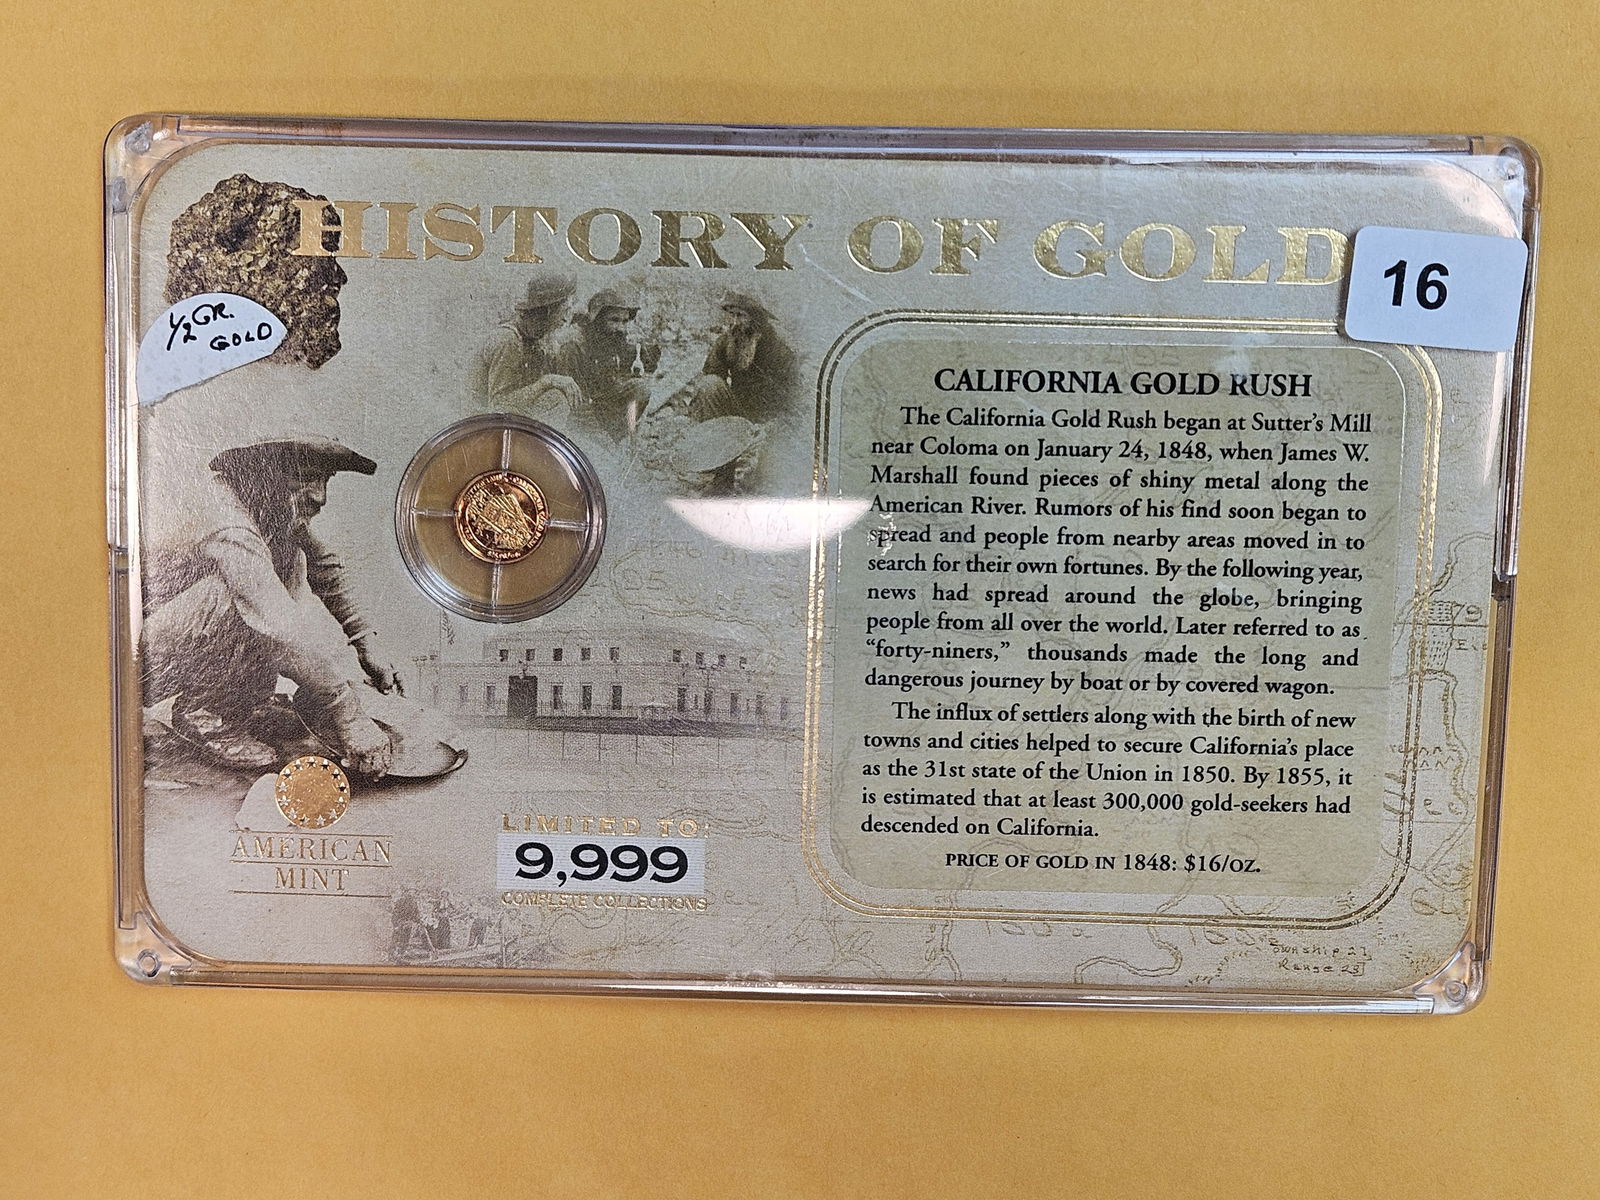 HISTORY OF GOLD
16
1/2 GR.
GOLD
CALIFORNIA GOLD RUSH
The California Gold Rush began at Sutter's Mill
near Coloma on January 24, 1848, when James W.
Marshall found pieces of shiny metal along the
American River. Rumors of his find soon began to
spread and people from nearby areas moved in to
search for their own fortunes. By the following year,
news had spread around the globe, bringing
people from all over the world. Later referred to as
“forty-niners,” thousands made the long and
dangerous journey by boat or by covered wagon.
The influx of settlers along with the birth of new
towns and cities helped to secure California's place
as the 31st state of the Union in 1850. By 1855, it
is estimated that at least 300,000 gold-seekers had
descended on California.
PRICE OF GOLD IN 1848: $16/OZ.
AMERICAN
MINT
LIMITED TO:
9,999
COMPLETE COLLECTIONS
79
Township 27
Range 23